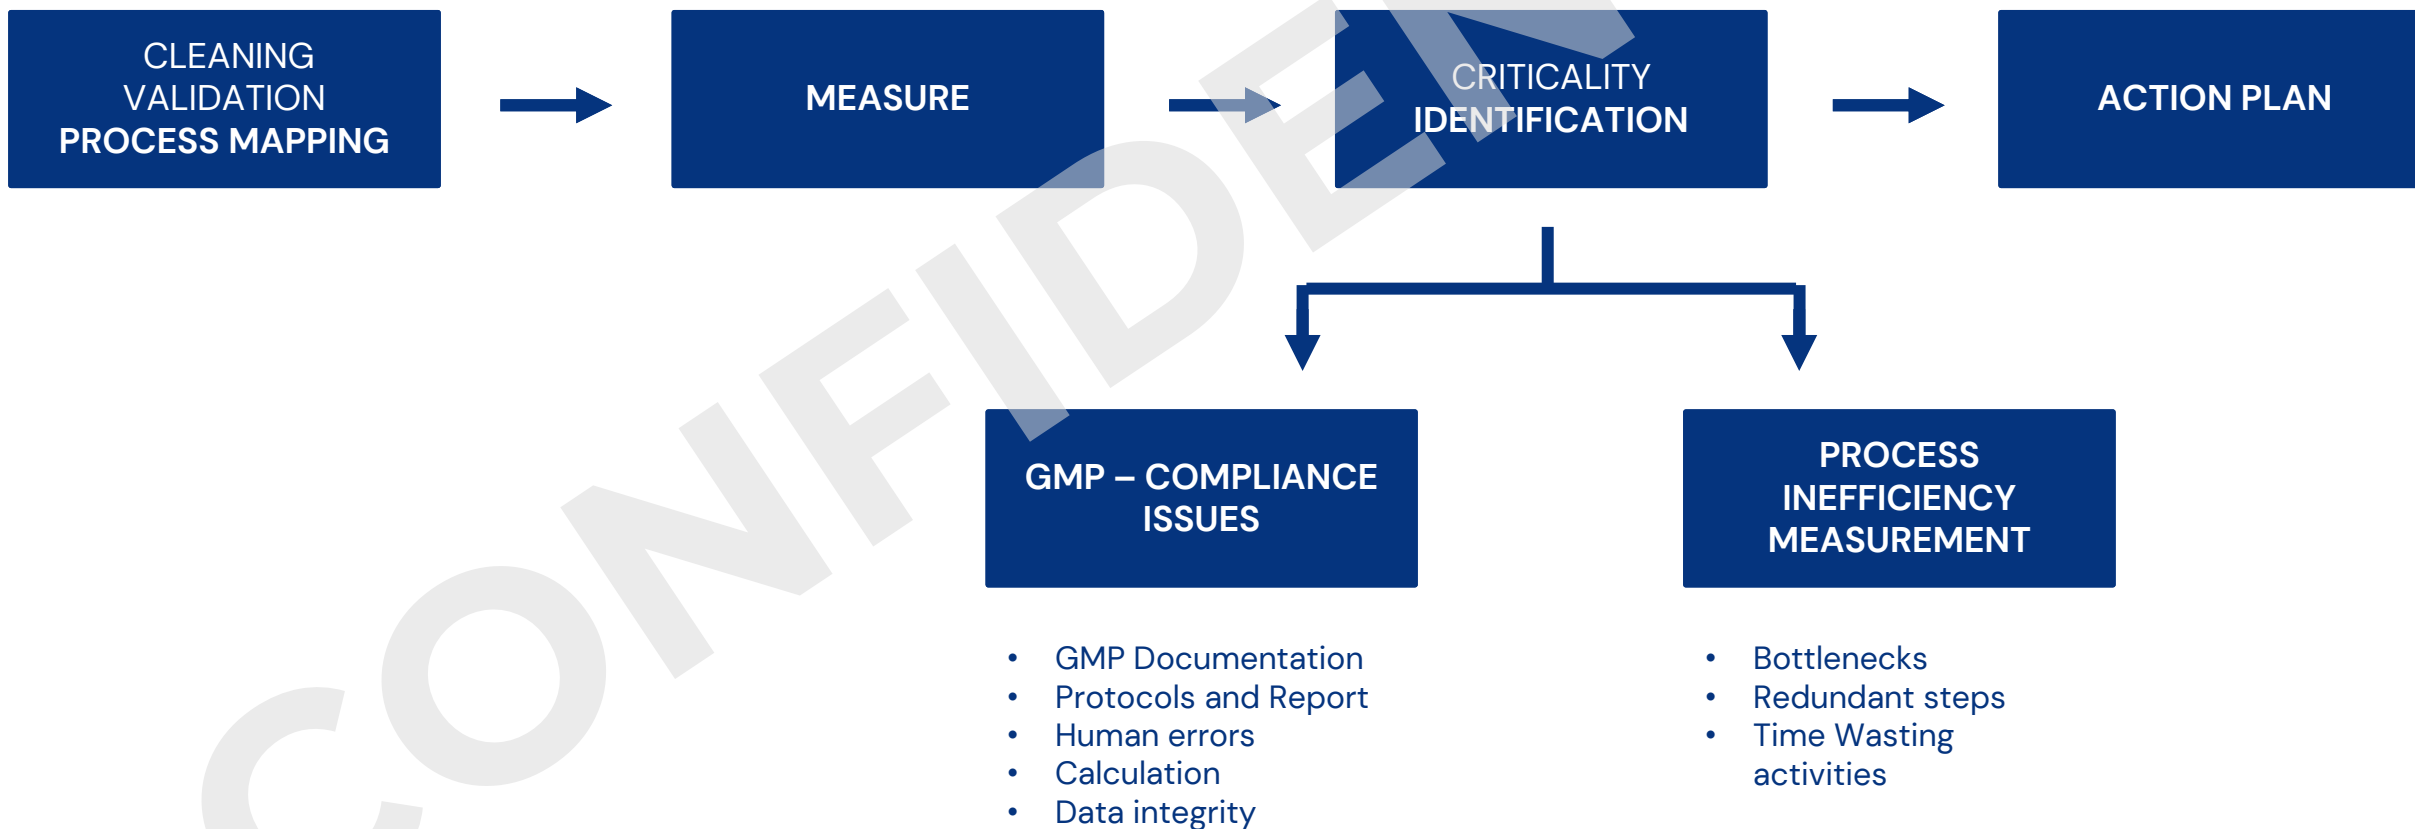 CLEANING
VALIDATION
PROCESS MAPPING
MEASURE
CRITICALITY
IDENTIFICATION
ACTION PLAN
GMP – COMPLIANCE
ISSUES
• GMP Documentation
• Protocols and Report
• Human errors
• Calculation
• Data integrity
PROCESS
INEFFICIENCY
MEASUREMENT
• Bottlenecks
• Redundant steps
• Time Wasting
activities
CONFIDEN